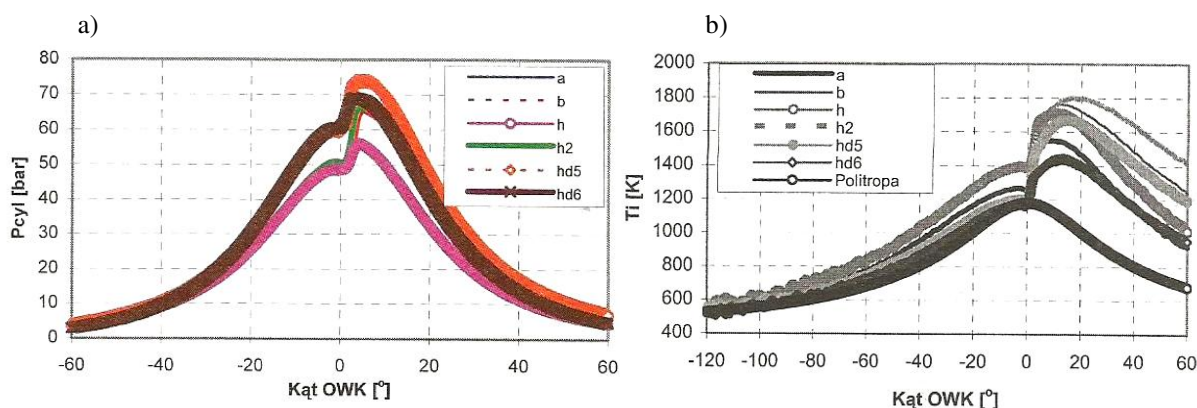 a)
80
70
60
50
40
30
20
10
0
Pcyl [bar]
-60
-40
-20
0
20
40
60
Kąt OWK [°]
a
b
h
h2
hd5
hd6
b)
2000
1800
1600
1400
1200
1000
800
600
400
Ti [K]
-120
-100
-80
-60
-40
-20
0
20
40
60
Kąt OWK [°]
a
b
h
h2
hd5
hd6
Politropa